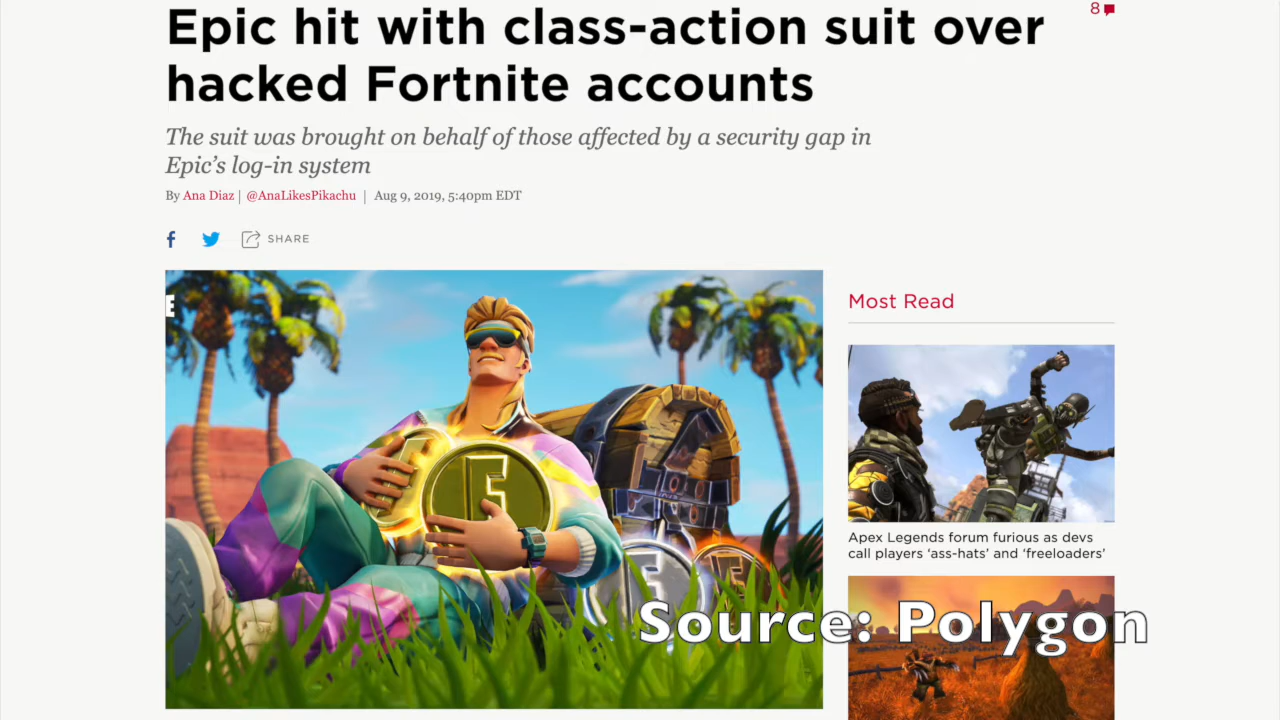 8
Epic hit with class-action suit over
hacked Fortnite accounts
The suit was brought on behalf of those affected by a security gap in
Epic's log-in system
By Ana Diaz | @AnaLikesPikachu | Aug 9, 2019, 5:40pm EDT
SHARE
E
Most Read
F
F
Apex Legends forum furious as devs
call players 'ass-hats' and 'freeloaders'
Source: Polygon